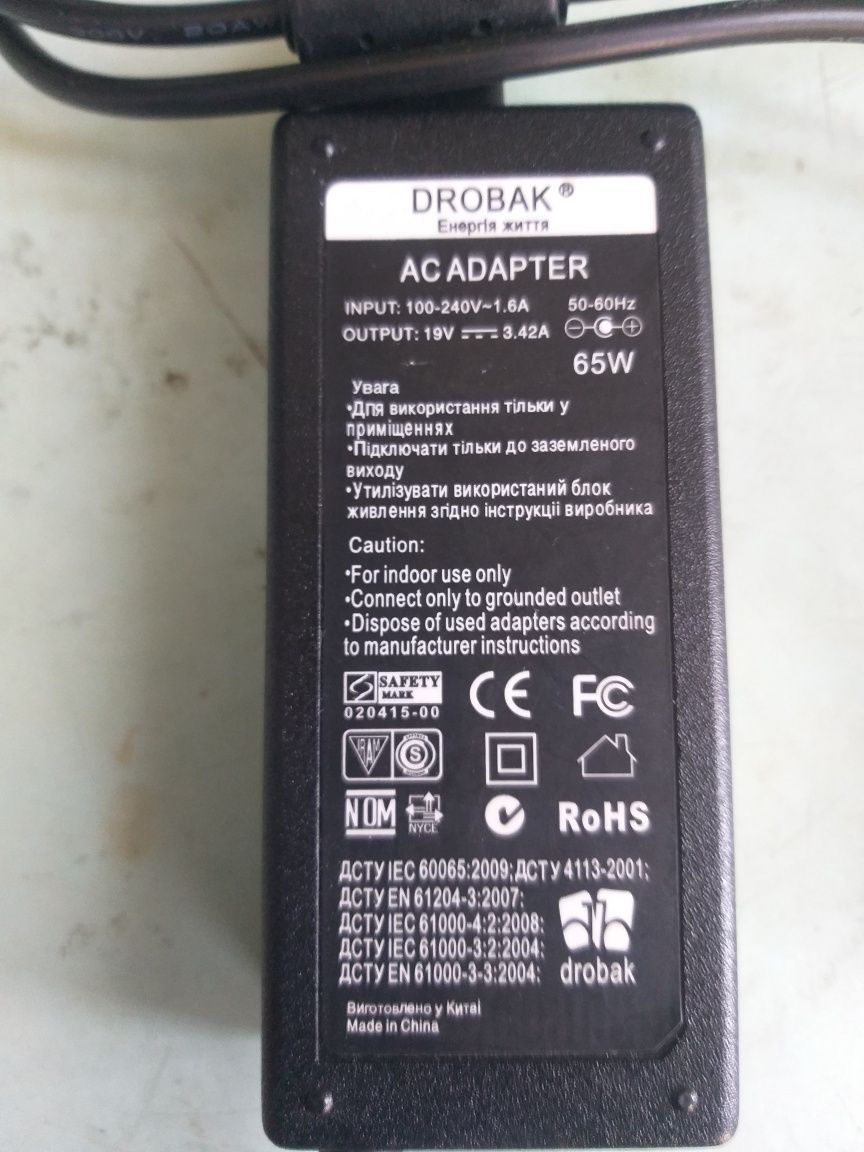 DROBAK®
Енергія життя
AC ADAPTER
INPUT: 100-240V~1.6A 50-60Hz
OUTPUT: 19V 3.42A
65W
Увага
•Для використання тільки у
приміщеннях
•Підключати тільки до заземленого
виходу
•Утилізувати використаний блок
живлення згідно інструкції виробника
Caution:
•For indoor use only
•Connect only to grounded outlet
•Dispose of used adapters according
to manufacturer instructions
SAFETY
MARK
020415-00
CE FC
S
NOM NYCE RoHS
ДСТУ IEC 60065:2009;ДСТУ 4113-2001;
ДСТУ EN 61204-3:2007;
ДСТУ IEC 61000-4:2:2008;
ДСТУ IEC 61000-3:2:2004;
ДСТУ EN 61000-3-3:2004;
drobak
Виготовлено у Китаї
Made in China